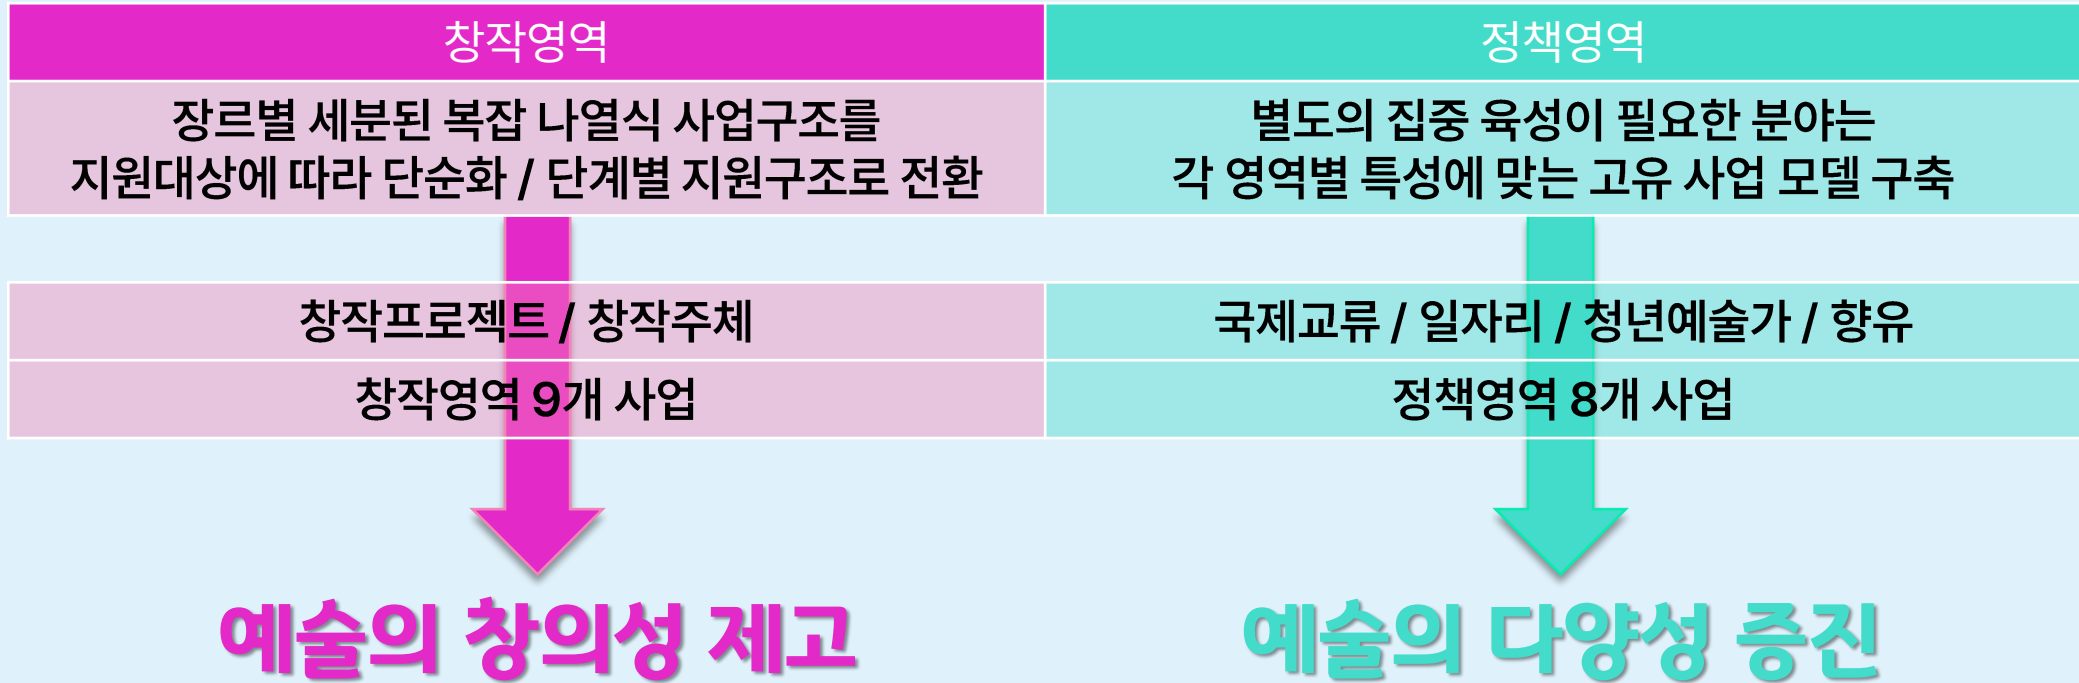 창작영역
정책영역
장르별 세분된 복잡 나열식 사업구조를
지원대상에 따라 단순화 / 단계별 지원구조로 전환
별도의 집중 육성이 필요한 분야는
각 영역별 특성에 맞는 고유 사업 모델 구축
창작프로젝트 / 창작주체
국제교류 / 일자리 / 청년예술가 / 향유
창작영역 9개 사업
정책영역 8개 사업
예술의 창의성 제고
예술의 다양성 증진